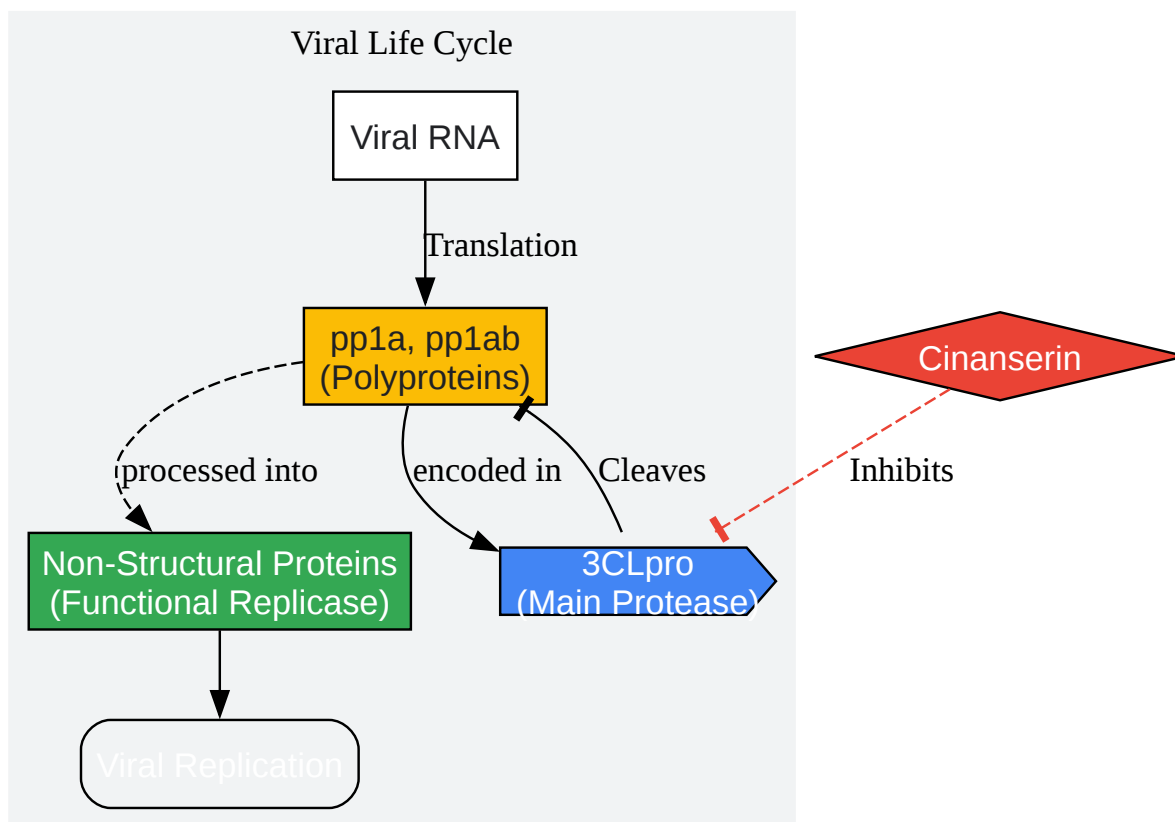 Viral Life Cycle
Viral RNA
Translation
pp1a, pp1ab
(Polyproteins)
Cinanserin
processed into
encoded in
Cleaves
Inhibits
Non-Structural Proteins
(Functional Replicase)
3CLpro
(Main Protease)
Viral Replication